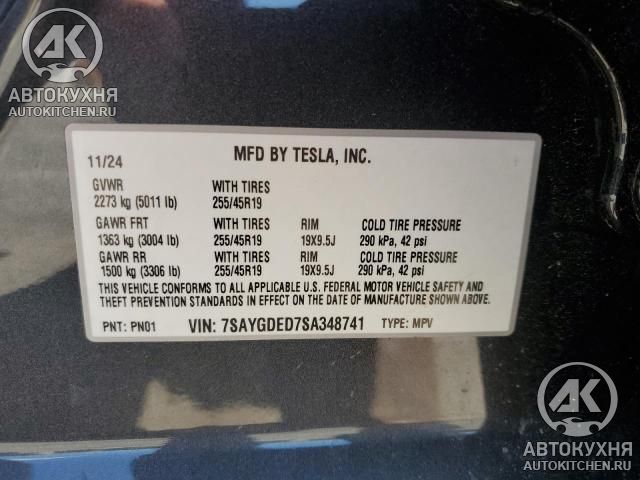 AK
АВТОКУХНЯ
AUTOKITCHEN.RU
11/24 MFD BY TESLA, INC.
GVWR WITH TIRES
2273 kg (5011 lb) 255/45R19
GAWR FRT WITH TIRES RIM COLD TIRE PRESSURE
1363 kg (3004 lb) 255/45R19 19X9.5J 290 kPa, 42 psi
GAWR RR WITH TIRES RIM COLD TIRE PRESSURE
1500 kg (3306 lb) 255/45R19 19X9.5J 290 kPa, 42 psi
THIS VEHICLE CONFORMS TO ALL APPLICABLE U.S. FEDERAL MOTOR VEHICLE SAFETY AND
THEFT PREVENTION STANDARDS IN EFFECT ON THE DATE OF MANUFACTURE SHOWN ABOVE.
PNT: PN01 VIN: 7SAYGDED7SA348741 TYPE: MPV
AK
АВТОКУХНЯ
AUTOKITCHEN.RU